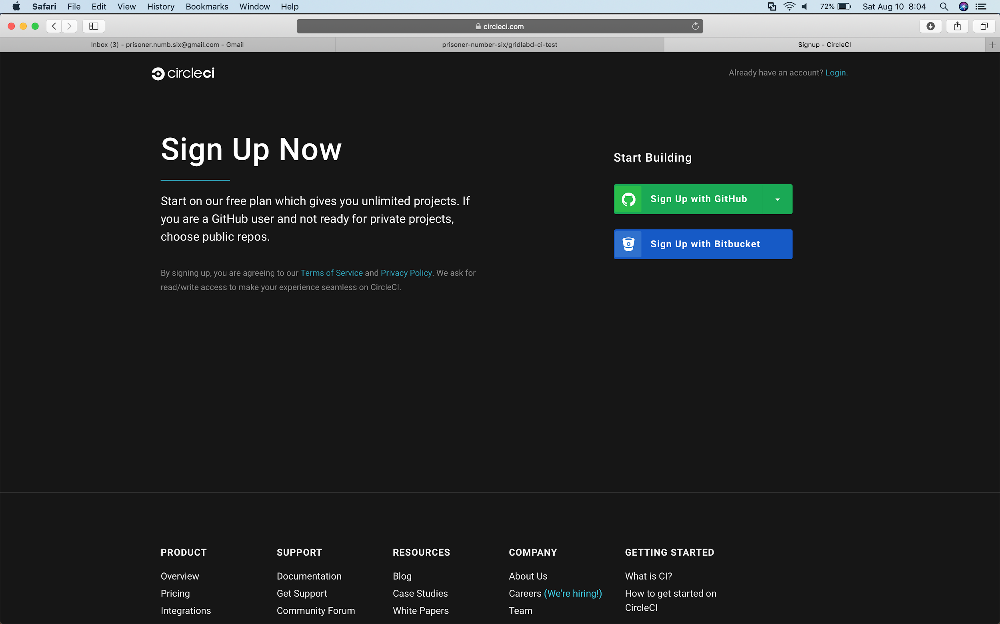 Safari File Edit View History Bookmarks Window Help 72% Sat Aug 10 8:04
circleci.com
Inbox (3) - prisoner.numb.six@gmail.com - Gmail
prisoner-number-six/gridlabd-ci-test
Signup - CircleCI
circleci
Already have an account? Login.
Sign Up Now
Start on our free plan which gives you unlimited projects. If
you are a GitHub user and not ready for private projects,
choose public repos.
By signing up, you are agreeing to our Terms of Service and Privacy Policy. We ask for
read/write access to make your experience seamless on CircleCI.
Start Building
Sign Up with GitHub
Sign Up with Bitbucket
PRODUCT
Overview
Pricing
Integrations
SUPPORT
Documentation
Get Support
Community Forum
RESOURCES
Blog
Case Studies
White Papers
COMPANY
About Us
Careers (We're hiring!)
Team
GETTING STARTED
What is CI?
How to get started on
CircleCI